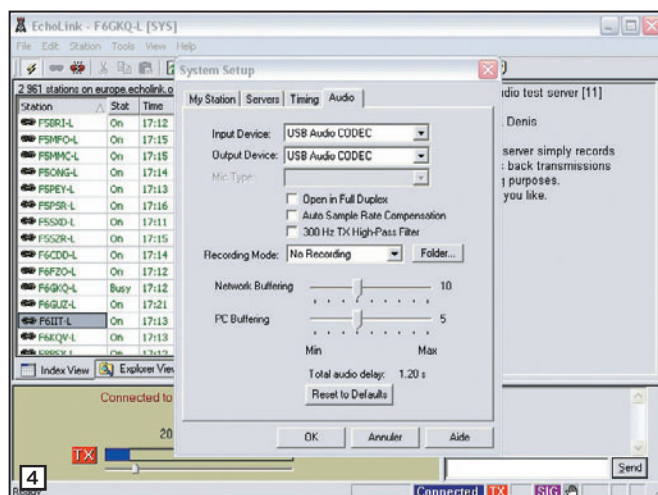 EchoLink - F6GKQ-L [SYS]
File Edit Station Tools View Help
2 961 stations on europe.echolink.o
Station Stat Time
F5BRI-L On 17:12
F5MFO-L On 17:15
F5MMC-L On 17:15
F5ONG-L On 17:14
F5PEY-L On 17:13
F5PSR-L On 17:16
F5SXD-L On 17:11
F5SZR-L On 17:15
F6CDD-L On 17:14
F6FZO-L On 17:12
F6GKQ-L Busy 17:12
F6GUZ-L On 17:21
F6IIT-L On 17:13
F6KQV-L On 17:13
On 17:12
Index View Explorer View
System Setup
My Station Servers Timing Audio
Input Device: USB Audio CODEC
Output Device: USB Audio CODEC
Mic Type:
Open in Full Duplex
Auto Sample Rate Compensation
300 Hz TX High-Pass Filter
Recording Mode: No Recording Folder...
Network Buffering 10
PC Buffering 5
Min Max
Total audio delay: 1.20 s
Reset to Defaults
OK Annuler Aide
dio test server [11]
Denis
server simply records
back transmissions
purposes.
you like.
Connected to
20
TX
Send
4
Ready
Connected TX SIG